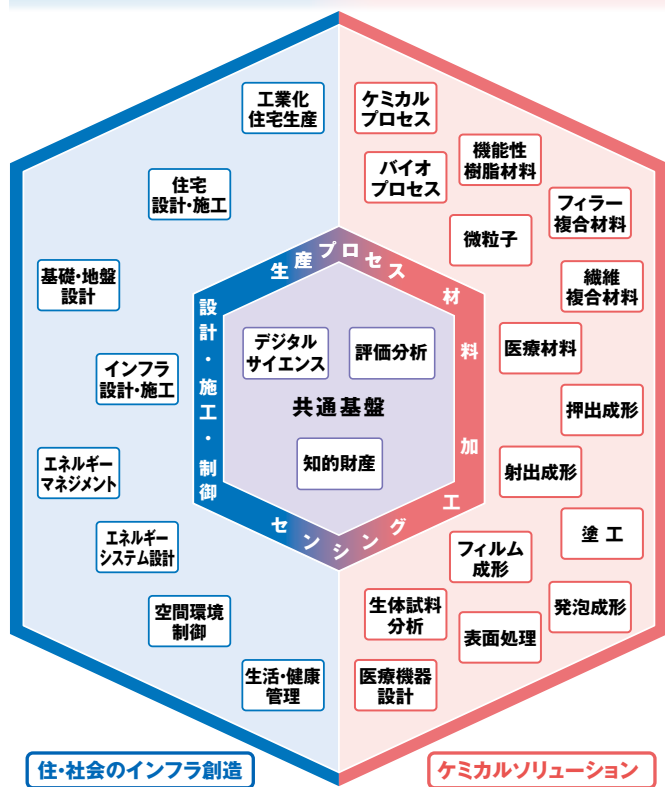 工業化
住宅生産
住宅
設計・施工
基礎・地盤
設計
インフラ
設計・施工
エネルギー
マネジメント
エネルギー
システム設計
空間環境
制御
生活・健康
管理
ケミカル
プロセス
バイオ
プロセス
機能性
樹脂材料
フィラー
複合材料
微粒子
繊維
複合材料
医療材料
押出成形
射出成形
塗工
フィルム
成形
発泡成形
生体試料
分析
表面処理
医療機器
設計
生産プロセス
設計・施工・制御
材料
加工
センシング
デジタル
サイエンス
評価分析
共通基盤
知的財産
住・社会のインフラ創造
ケミカルソリューション